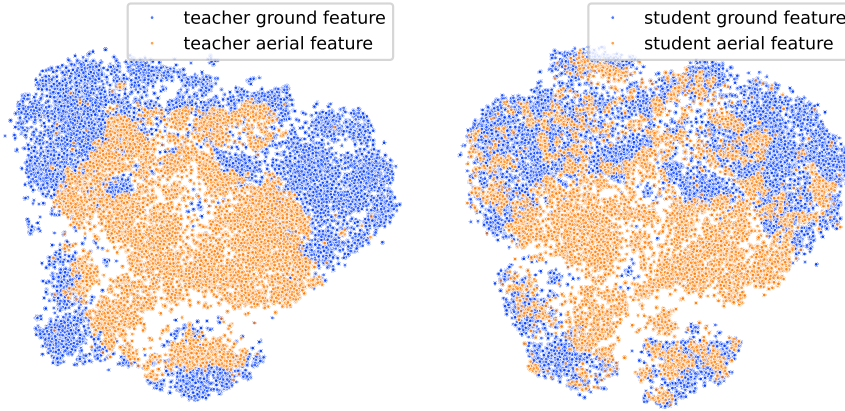 teacher ground feature
teacher aerial feature
student ground feature
student aerial feature